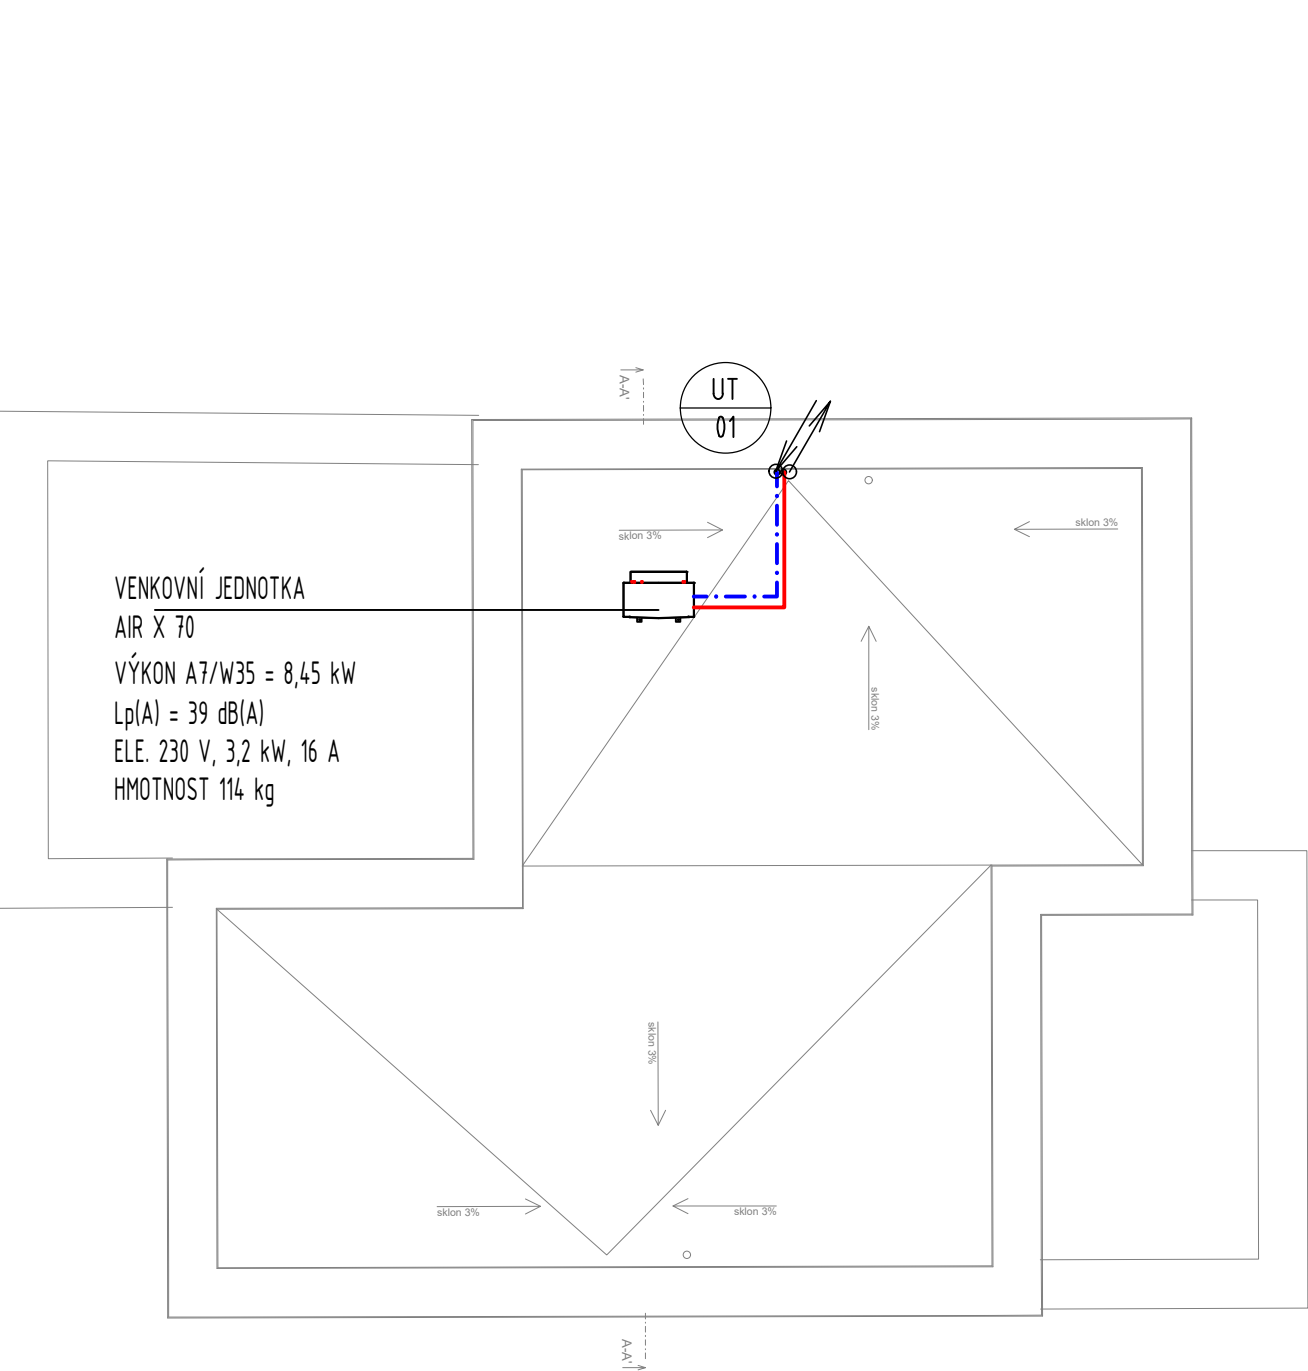 A-A'
UT
01
sklon 3%
sklon 3%
VENKOVNÍ JEDNOTKA
AIR X 70
VÝKON A7/W35 = 8,45 kW
Lp(A) = 39 dB(A)
ELE. 230 V, 3,2 kW, 16 A
HMOTNOST 114 kg
sklon 3%
sklon 3%
sklon 3%
sklon 3%
A-A'